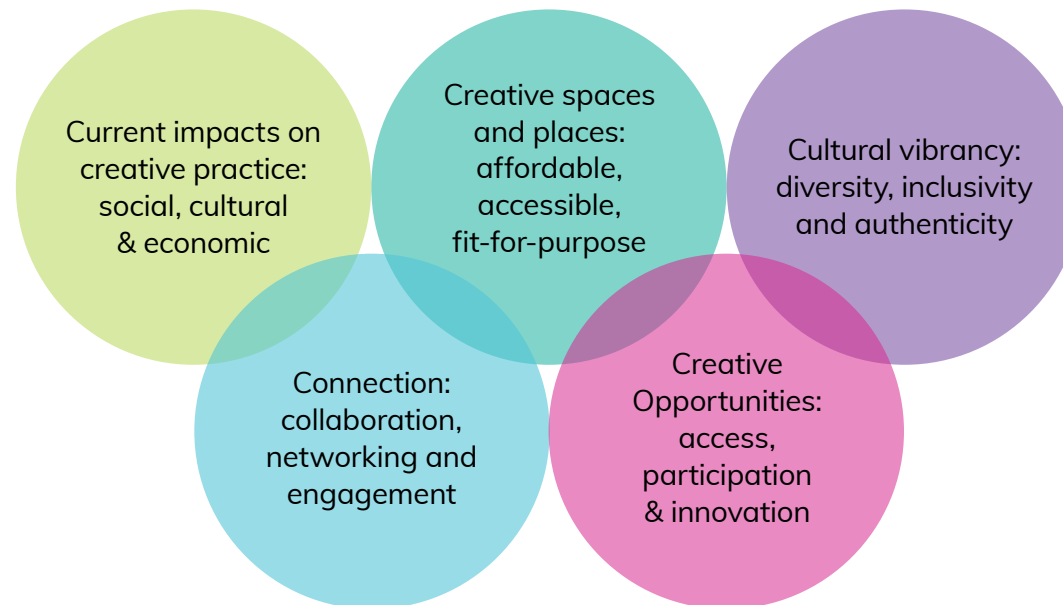 Current impacts on
creative practice:
social, cultural
& economic
Creative spaces
and places:
affordable,
accessible,
fit-for-purpose
Cultural vibrancy:
diversity, inclusivity
and authenticity
Connection:
collaboration,
networking and
engagement
Creative
Opportunities:
access,
participation
& innovation